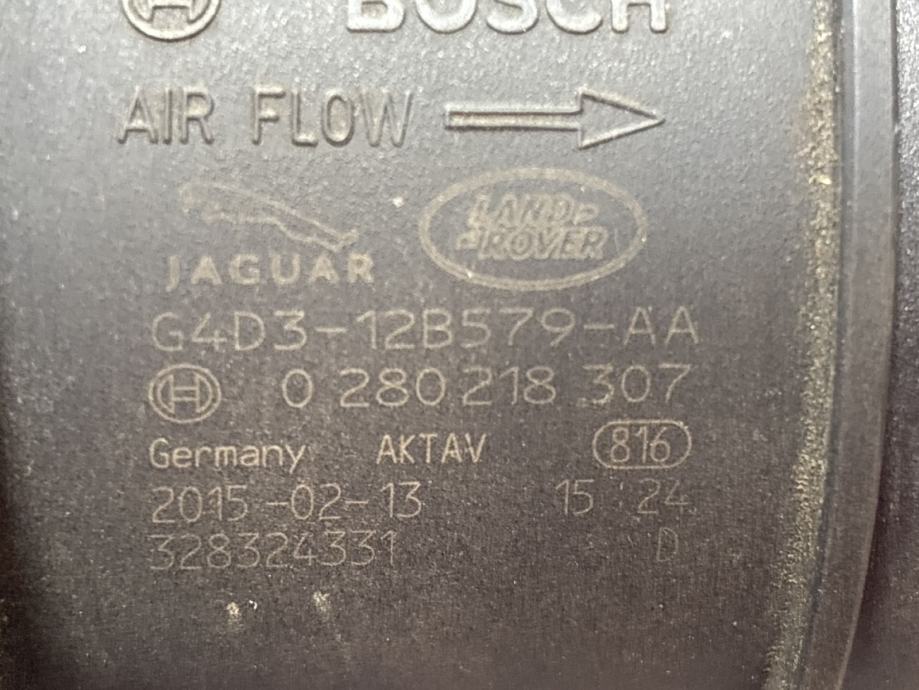 BOSCH
AIR FLOW
JAGUAR
LAND
ROVER
G4D3-12B579-AA
0 280 218 307
Germany AKTAV 816
2015-02-13 15 24
328324331 D